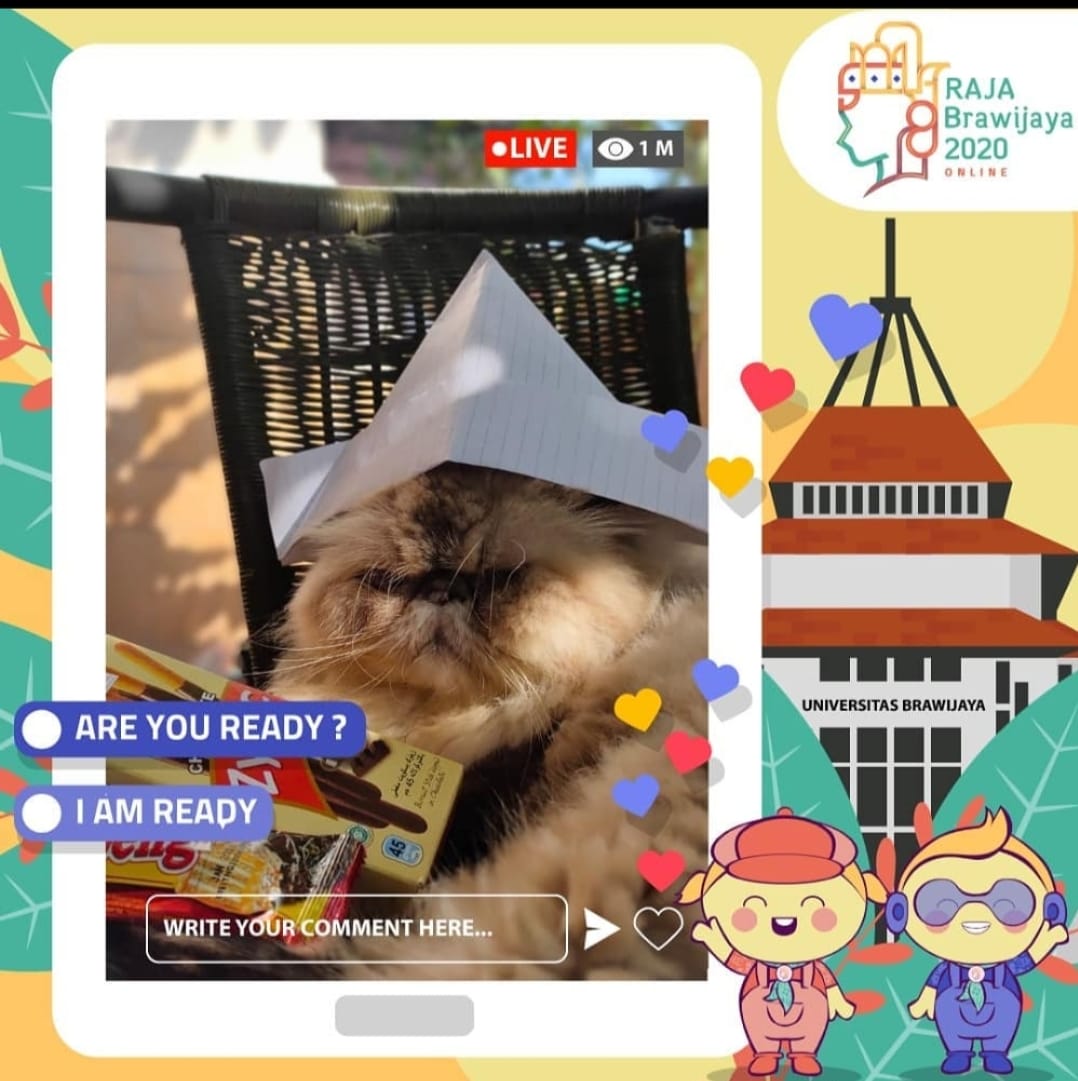 RAJA
Brawijaya
2020
ONLINE
LIVE
1 M
UNIVERSITAS BRAWIJAYA
ARE YOU READY ?
I AM READY
45
WRITE YOUR COMMENT HERE...